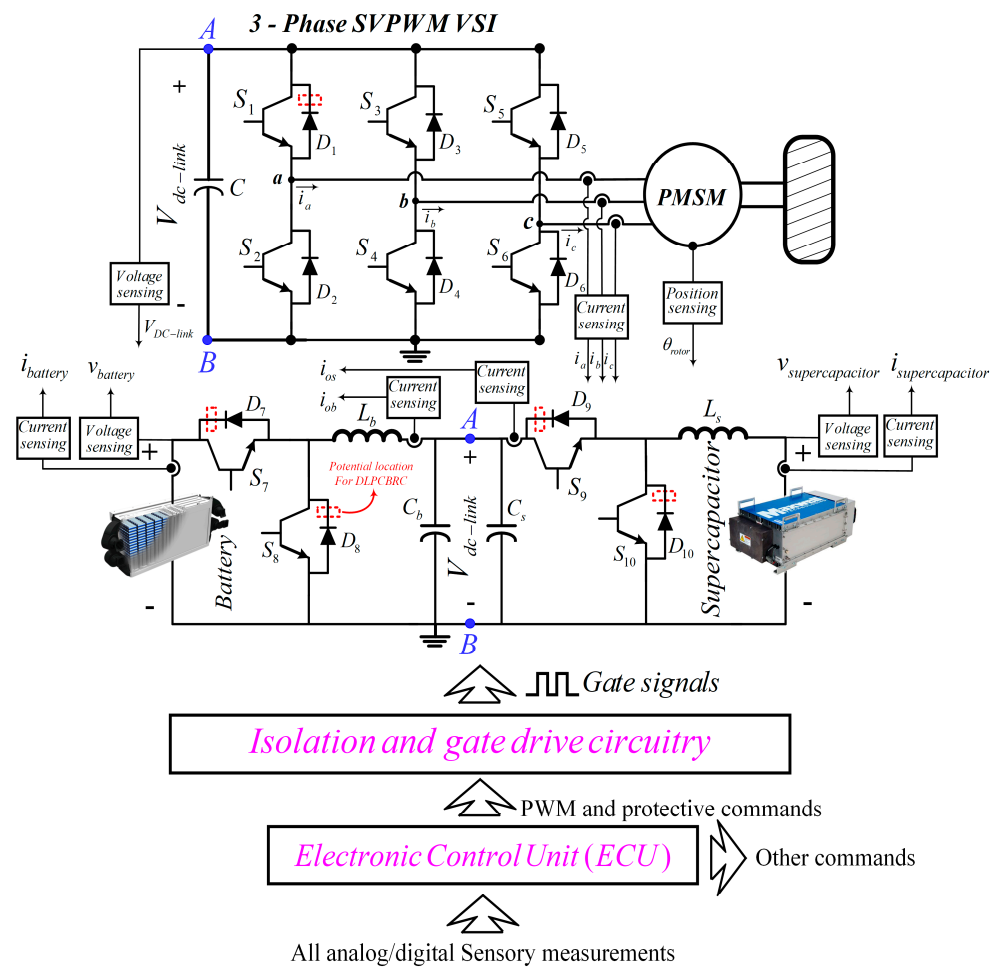 3 - Phase SVPWM VSI
A
+
V dc-link
C
-
B
Voltage
sensing
V DC-link
S1
D1
S3
D3
S5
D5
a
ia
b
ib
c
ic
S2
D2
S4
D4
S6
D6
PMSM
Current
sensing
ia ib ic
Position
sensing
θrotor
ibattery
vbattery
Current
sensing
Voltage
sensing
+
-
Battery
D7
S7
ios
iob
Current
sensing
Current
sensing
Lb
Potential location
For DLPCBRC
S8
D8
Cb
A
+
V dc-link
-
B
Cs
D9
S9
S10
D10
Ls
Supercapacitor
vsupercapacitor
isupercapacitor
Voltage
sensing
Current
sensing
+
-
Gate signals
Isolation and gate drive circuitry
PWM and protective commands
Electronic Control Unit (ECU)
Other commands
All analog/digital Sensory measurements